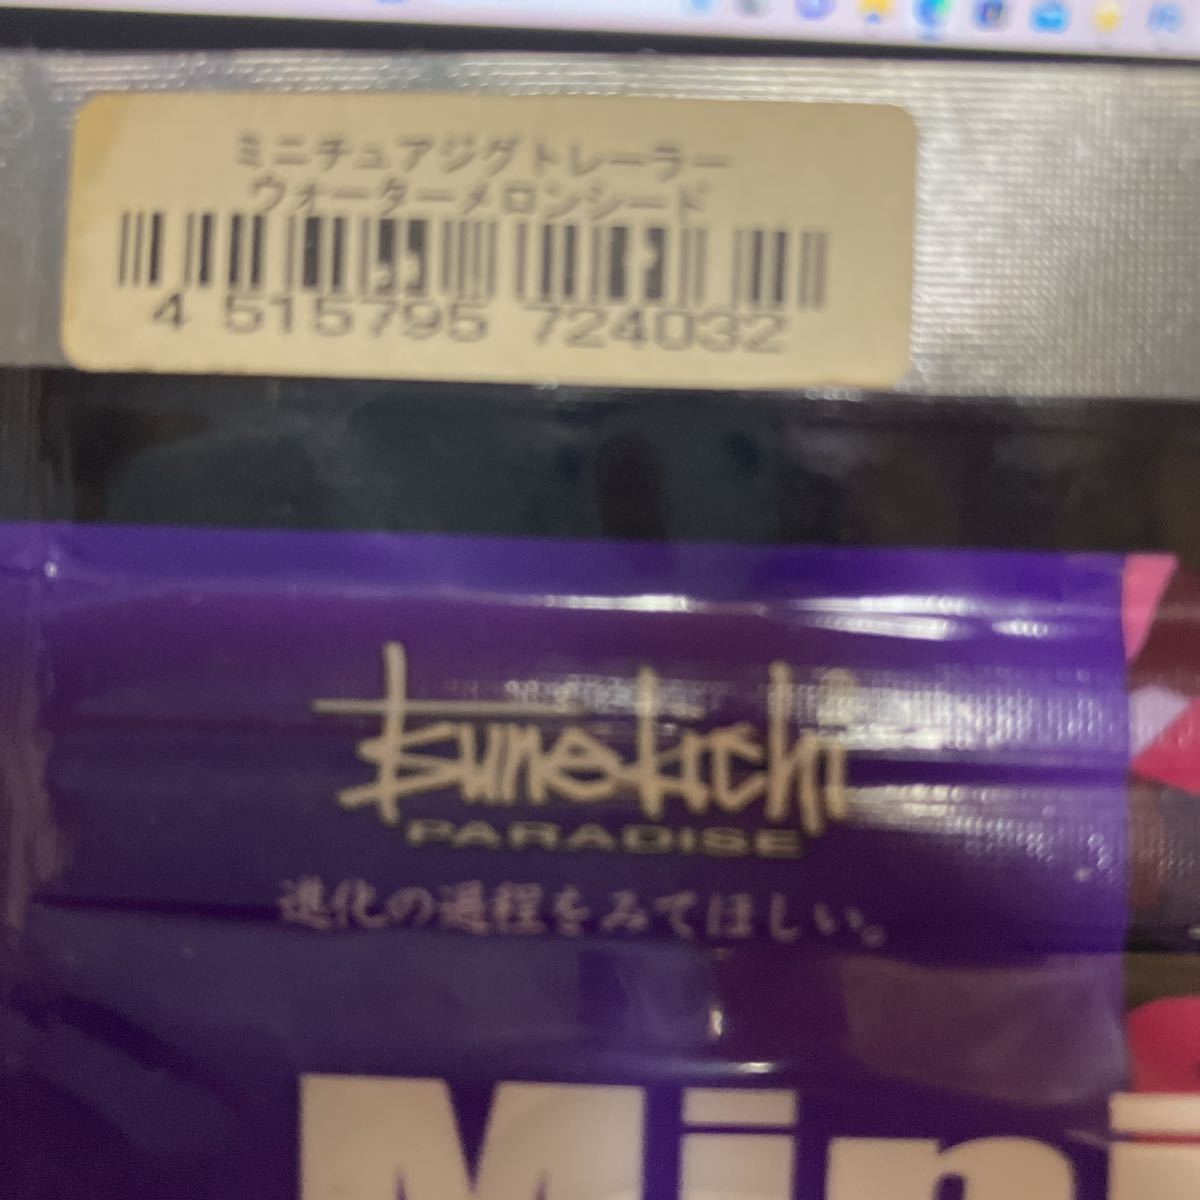 ミニチュアジグトレーラー
ウォーターメロンシード
4 515795 724032
tsunekichi
PARADISE
進化の過程をみてほしい。
Mini